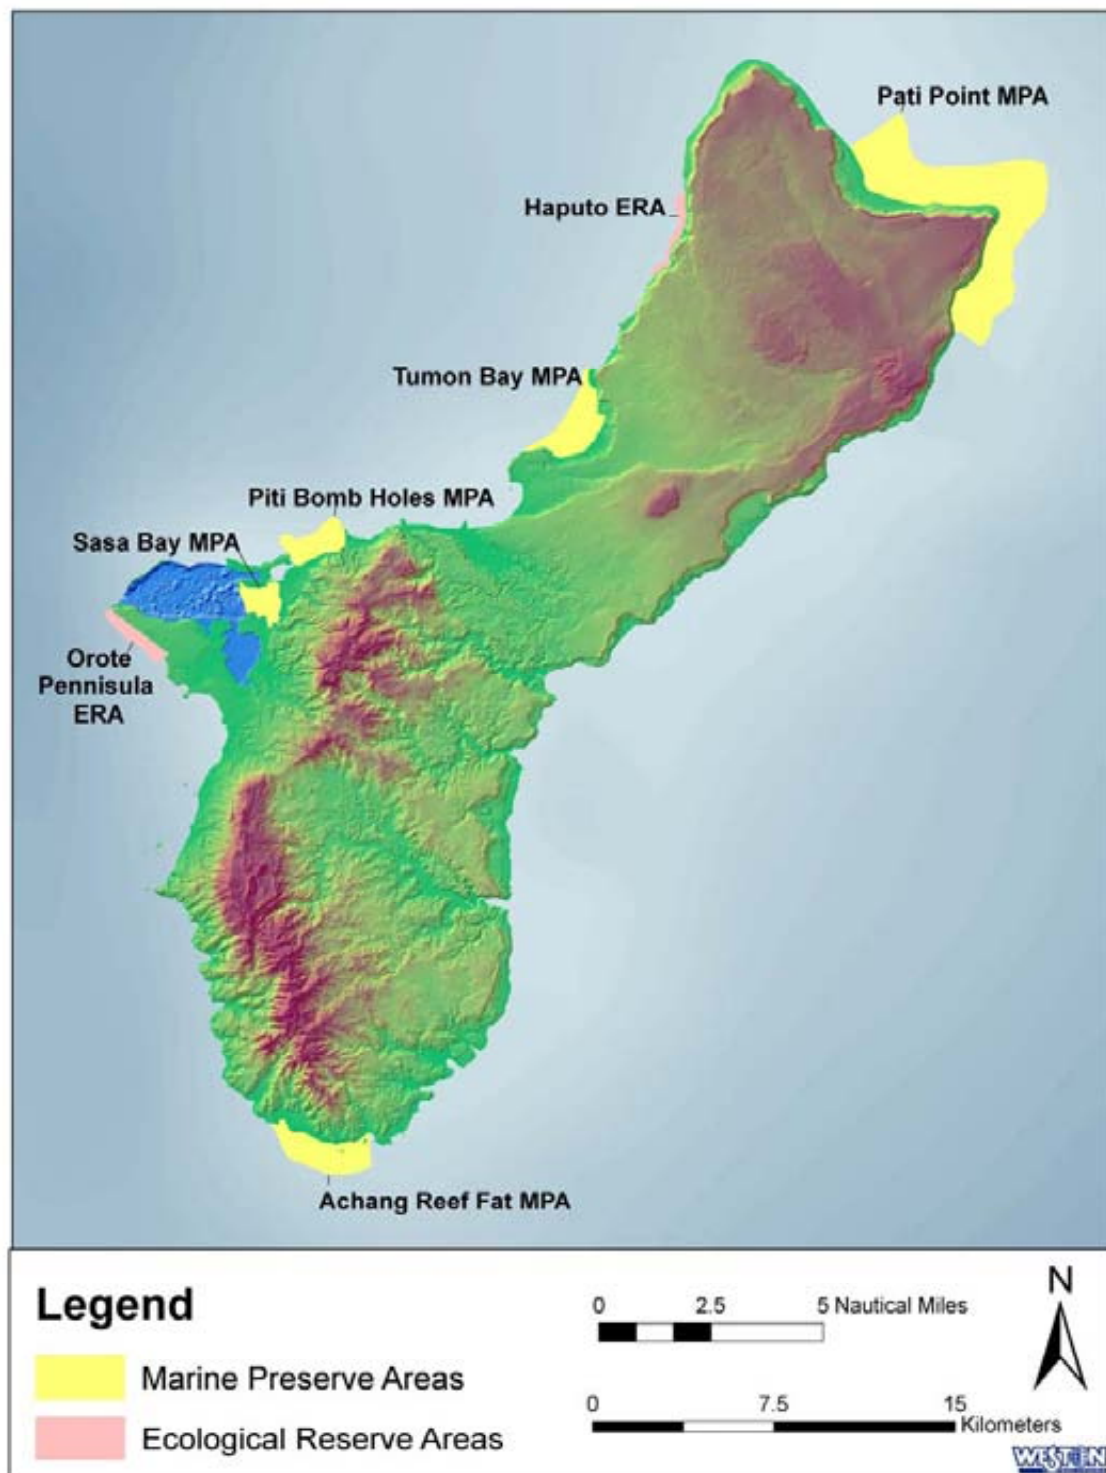 Pati Point MPA
Haputo ERA
Tumon Bay MPA
Piti Bomb Holes MPA
Sasa Bay MPA
Orote
Pennisula
ERA
Achang Reef Fat MPA
Legend
Marine Preserve Areas
Ecological Reserve Areas
0 2.5 5 Nautical Miles
0 7.5 15
Kilometers
N